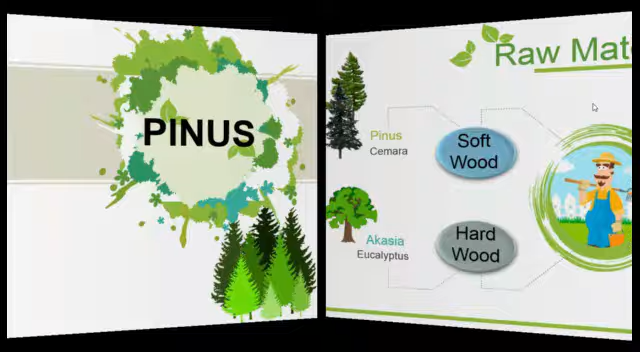 PINUS
Raw Mat
Pinus
Cemara
Soft
Wood
Akasia
Eucalyptus
Hard
Wood